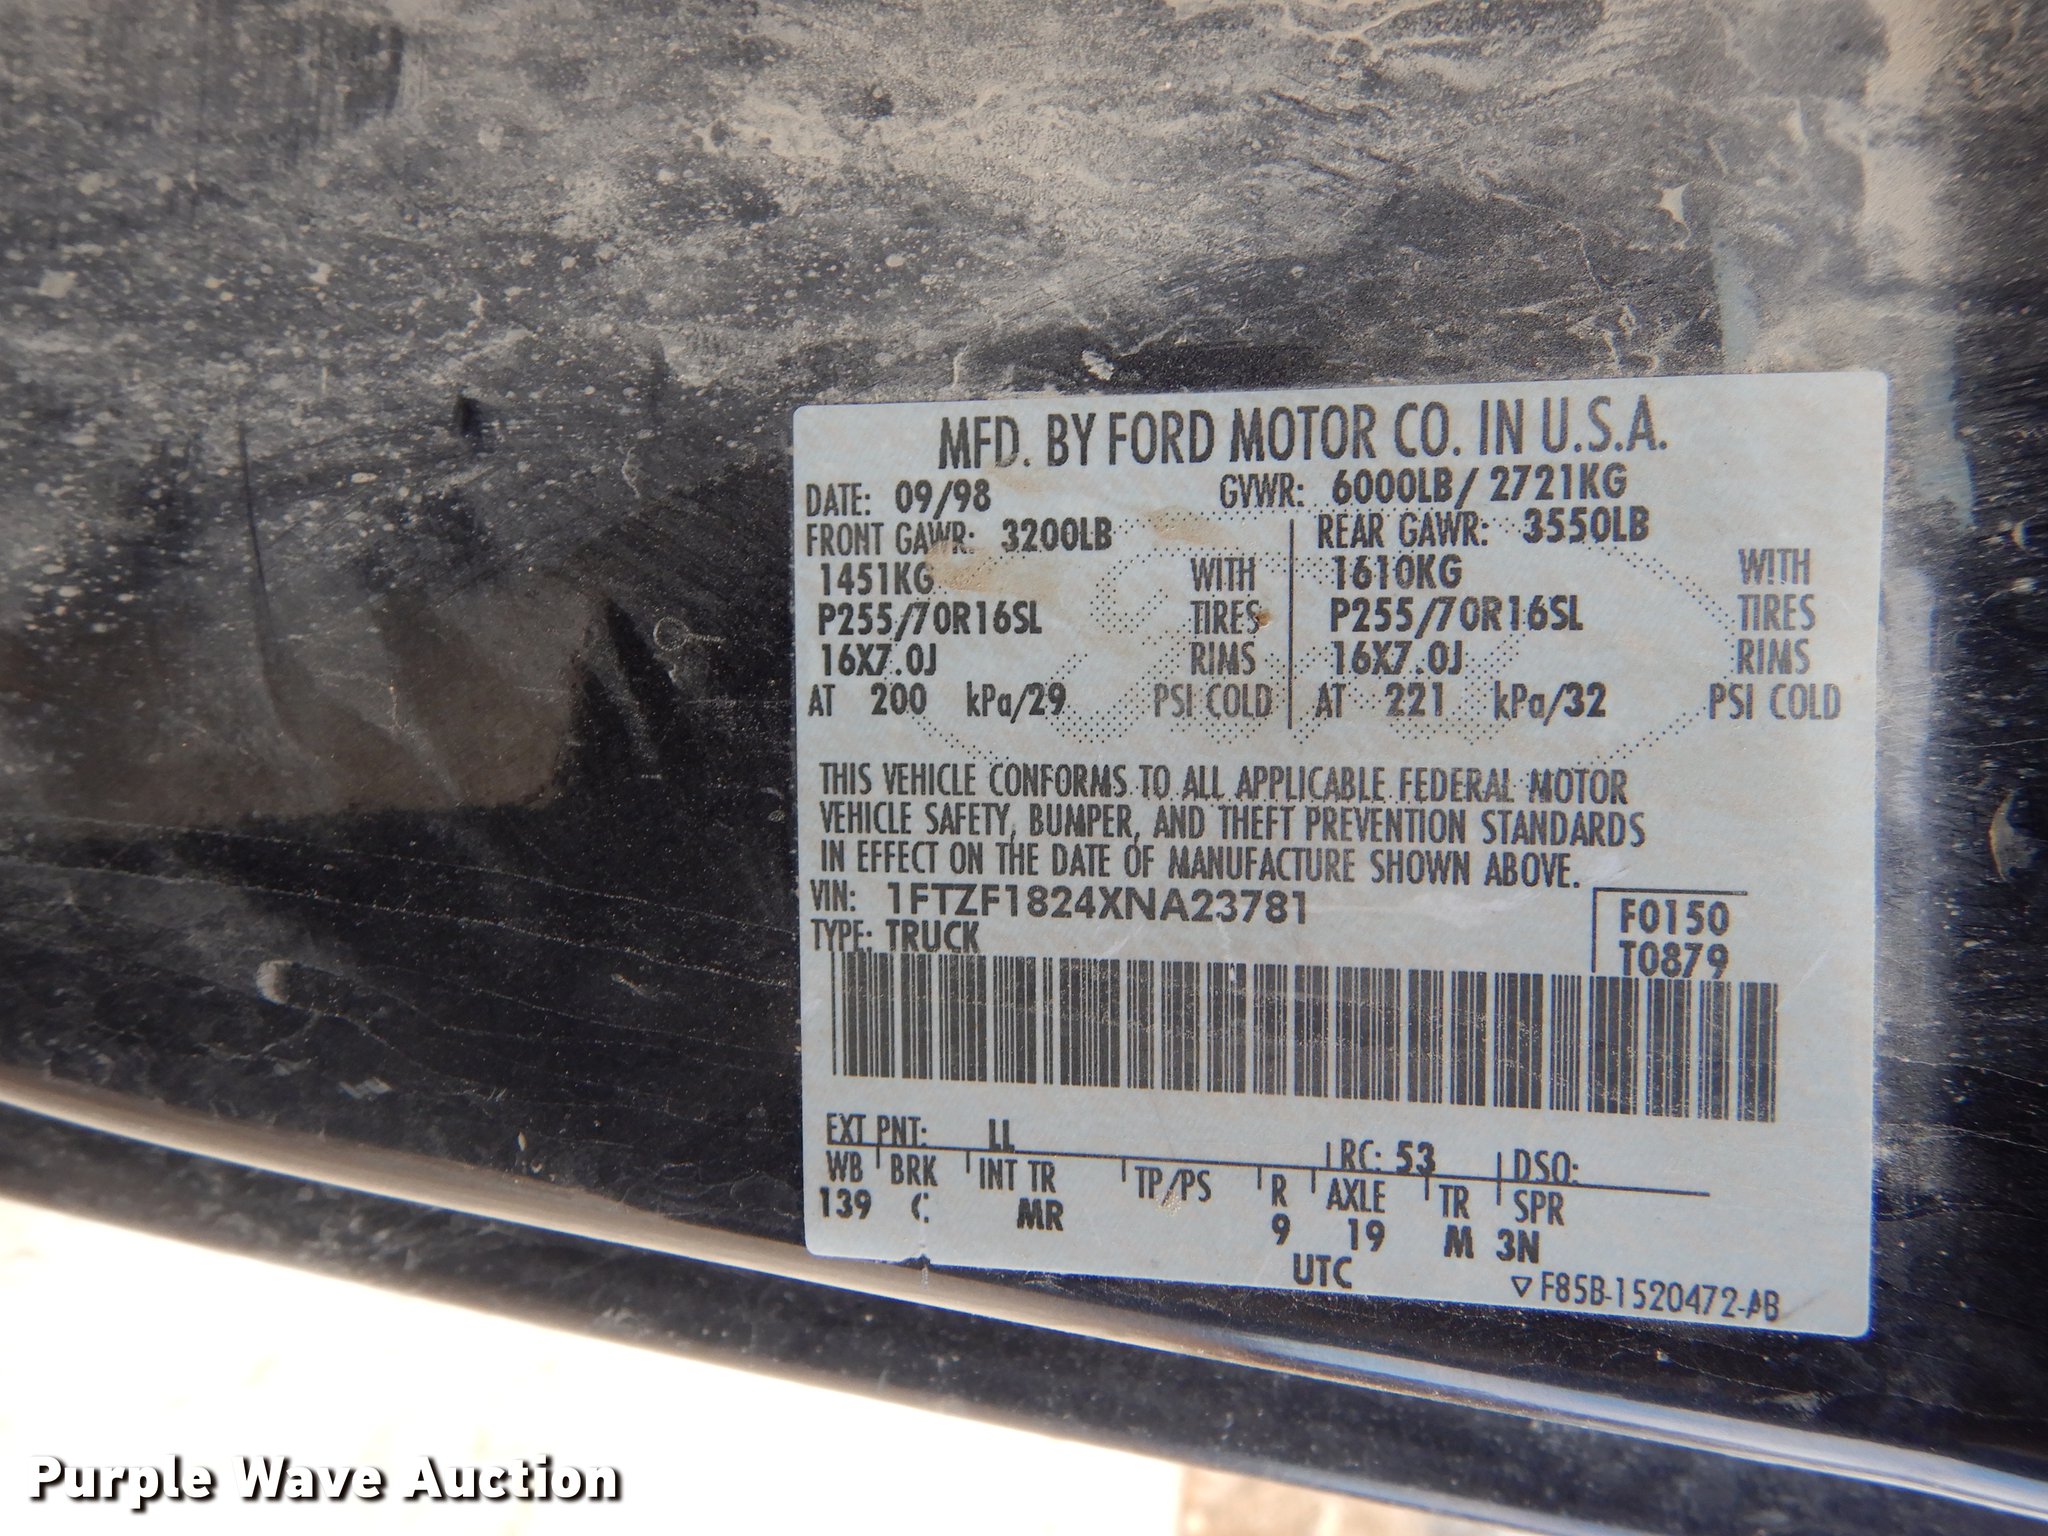 MFD. BY FORD MOTOR CO. IN U.S.A.
DATE: 09/98 GVWR: 6000LB/ 2721KG
FRONT GAWR: 3200LB REAR GAWR: 3550LB
1451KG WITH 1610KG WITH
P255/70R16SL TIRES P255/70R16SL TIRES
16X7.0J RIMS 16X7.0J RIMS
AT 200 kPa/29 PSI COLD AT 221 kPa/32 PSI COLD
THIS VEHICLE CONFORMS TO ALL APPLICABLE FEDERAL MOTOR
VEHICLE SAFETY, BUMPER, AND THEFT PREVENTION STANDARDS
IN EFFECT ON THE DATE OF MANUFACTURE SHOWN ABOVE.
VIN: 1FTZF1824XNA23781 F0150
TYPE: TRUCK T0879
EXT PNT: LL RC: 53 DSO:
WB BRK INT TR TP/PS R AXLE TR SPR
139 C MR 9 19 M 3N
UTC ▽F85B-1520472-AB
Purple Wave Auction